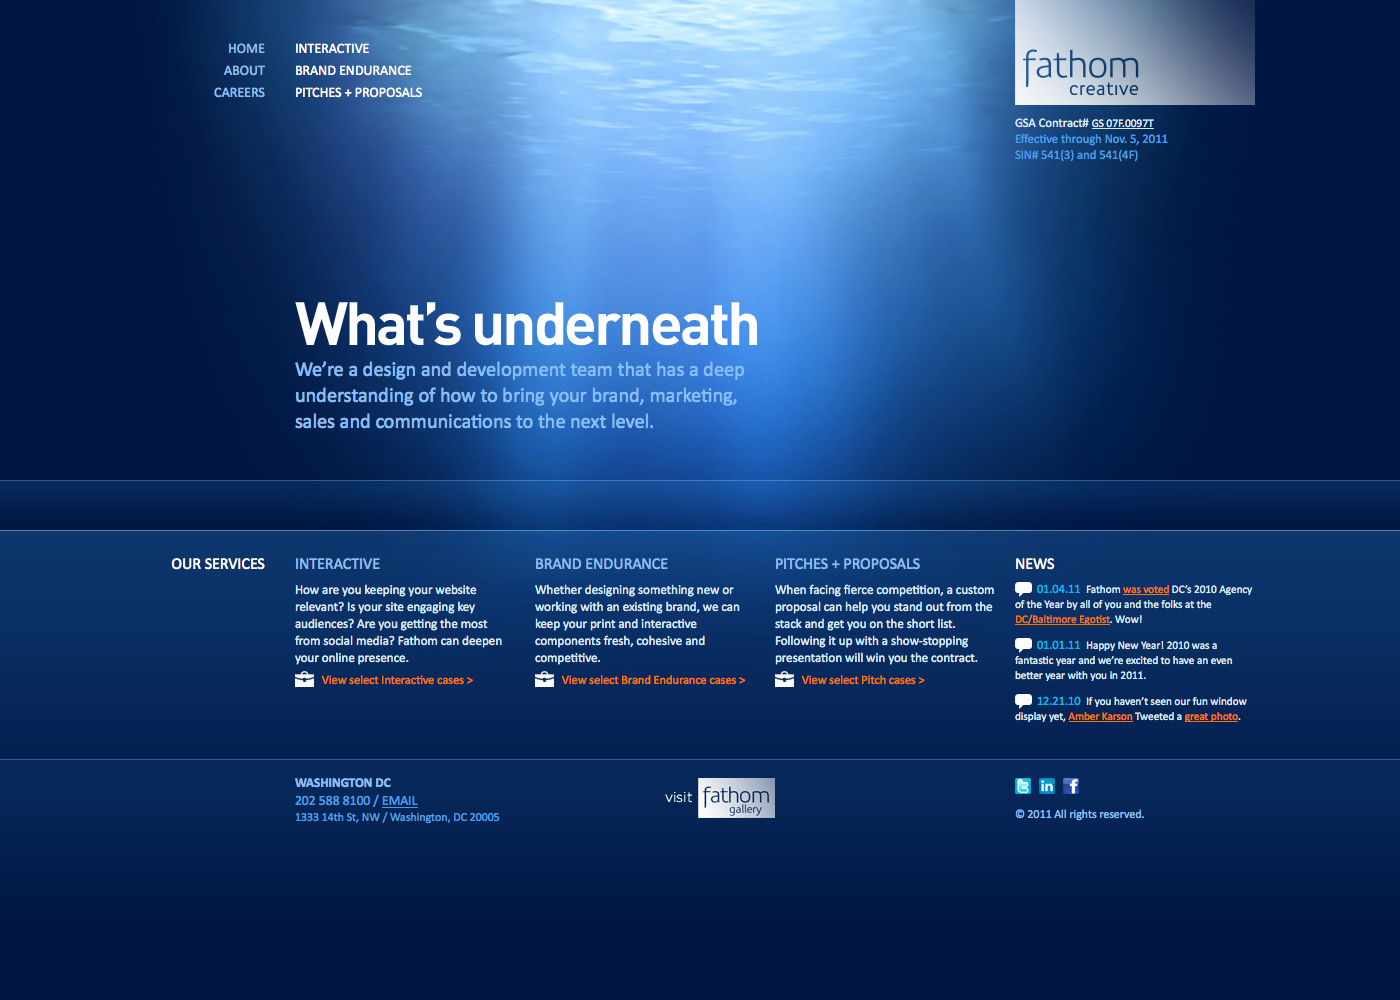 HOME
ABOUT
CAREERS
INTERACTIVE
BRAND ENDURANCE
PITCHES + PROPOSALS
fathom
creative
GSA Contract# GS 07F.0097T
Effective through Nov. 5, 2011
SIN# 541(3) and 541(4F)
What's underneath
We're a design and development team that has a deep
understanding of how to bring your brand, marketing,
sales and communications to the next level.
OUR SERVICES
INTERACTIVE
How are you keeping your website
relevant? Is your site engaging key
audiences? Are you getting the most
from social media? Fathom can deepen
your online presence.
View select Interactive cases >
BRAND ENDURANCE
Whether designing something new or
working with an existing brand, we can
keep your print and interactive
components fresh, cohesive and
competitive.
View select Brand Endurance cases >
PITCHES + PROPOSALS
When facing fierce competition, a custom
proposal can help you stand out from the
stack and get you on the short list.
Following it up with a show-stopping
presentation will win you the contract.
View select Pitch cases >
NEWS
01.04.11 Fathom was voted DC's 2010 Agency
of the Year by all of you and the folks at the
DC/Baltimore Egotist. Wow!
01.01.11 Happy New Year! 2010 was a
fantastic year and we're excited to have an even
better year with you in 2011.
12.21.10 If you haven't seen our fun window
display yet, Amber Karson Tweeted a great photo.
WASHINGTON DC
202 588 8100 / EMAIL
1333 14th St, NW / Washington, DC 20005
visit fathom
gallery
© 2011 All rights reserved.